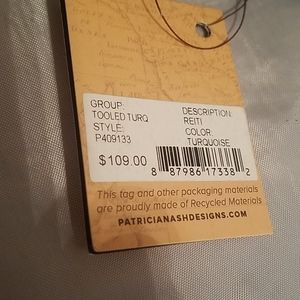 GROUP: DESCRIPTION:
TOOLED TURQ REITI
STYLE: COLOR:
P409133 TURQUOISE
$109.00
8 87986 17338 2
This tag and other packaging materials
are proudly made of Recycled Materials
PATRICIANASHDESIGNS.COM